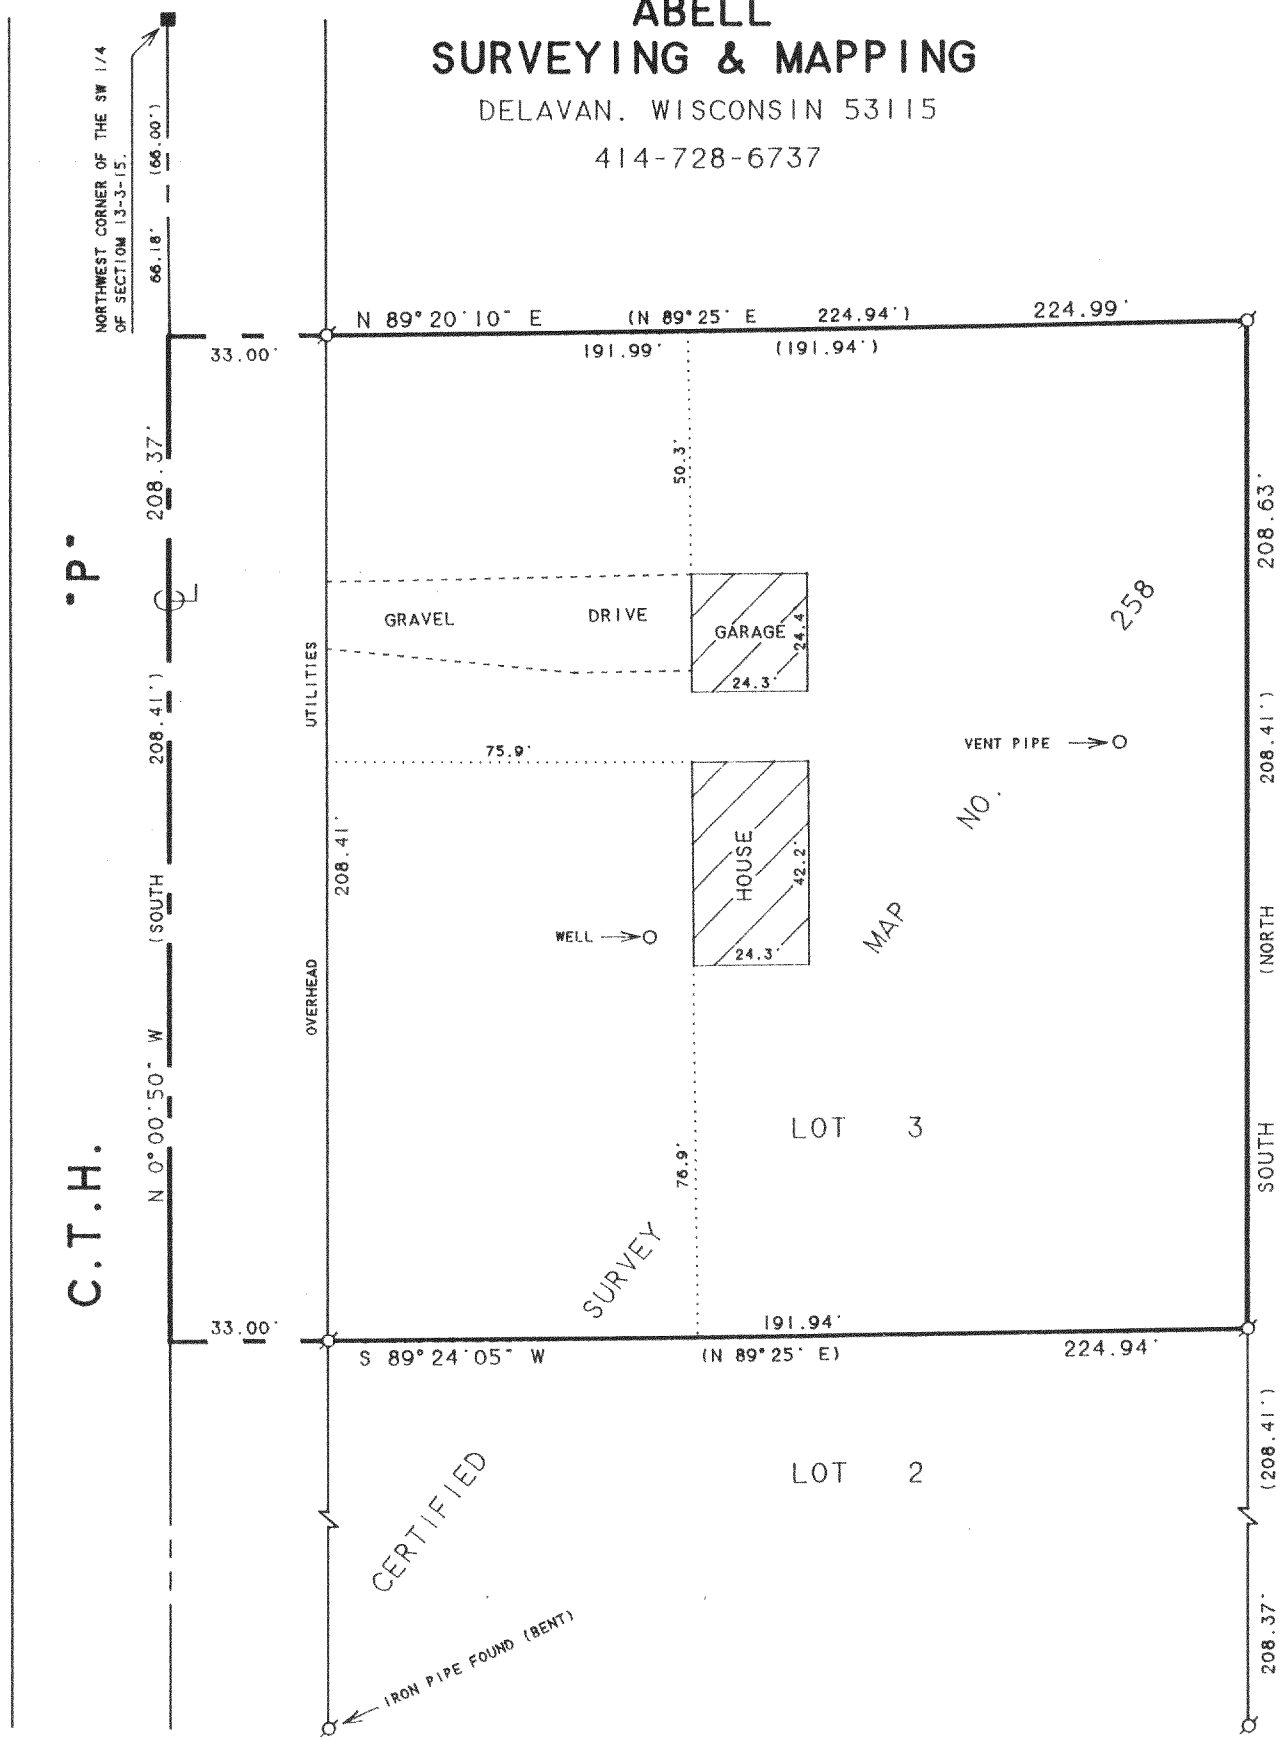 ABELL
SURVEYING & MAPPING
DELAVAN. WISCONSIN 53115
414-728-6737
NORTHWEST CORNER OF THE SW 1/4
OF SECTIOM 13-3-15.
66.18' (66.00')
N 89°20'10" E (N 89°25' E 224.94') 224.99'
33.00'
191.99' (191.94')
50.3'
208.37'
208.63'
"P"
C L
GRAVEL DRIVE
GARAGE
24.4'
24.3'
258
UTILITIES
(SOUTH 208.41')
75.9'
VENT PIPE
208.41')
NO.
208.41'
HOUSE
42.2'
24.3'
WELL
MAP
(NORTH
OVERHEAD
N 0°00'50" W
LOT 3
SOUTH
76.9'
C.T.H.
SURVEY
33.00'
191.94'
S 89°24'05" W (N 89°25' E) 224.94'
(208.41')
LOT 2
CERTIFIED
208.37'
IRON PIPE FOUND (BENT)